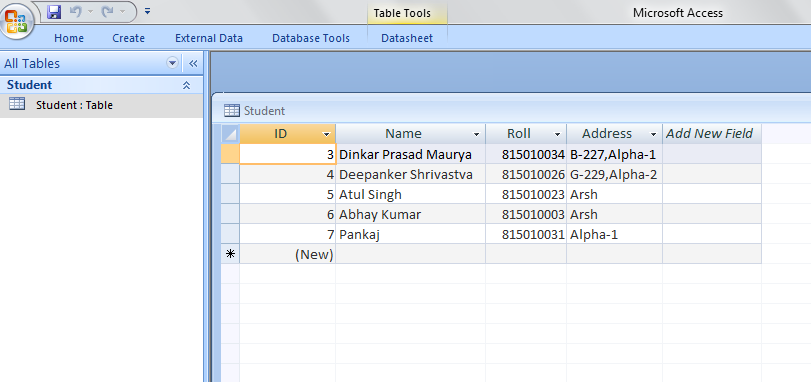 Table Tools Microsoft Access
Home Create External Data Database Tools Datasheet
All Tables «
Student
Student : Table
Student
ID Name Roll Address Add New Field
3 Dinkar Prasad Maurya 815010034 B-227,Alpha-1
4 Deepanker Shrivastva 815010026 G-229,Alpha-2
5 Atul Singh 815010023 Arsh
6 Abhay Kumar 815010003 Arsh
7 Pankaj 815010031 Alpha-1
* (New)